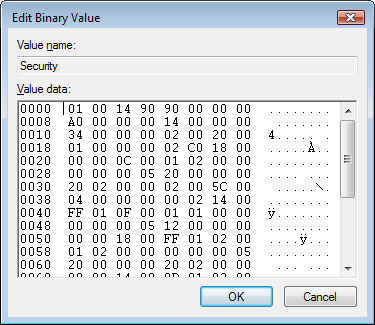 Edit Binary Value
Value name:
Security
Value data:
0000 01 00 14 90 90 00 00 00 ........
0008 A0 00 00 00 14 00 00 00 ........
0010 34 00 00 00 02 00 20 00 4..... .
0018 01 00 00 00 02 C0 18 00 .....À..
0020 00 00 0C 00 01 02 00 00 ........
0028 00 00 00 05 20 00 00 00 .... ...
0030 20 02 00 00 02 00 5C 00  .....\.
0038 04 00 00 00 00 02 14 00 ........
0040 FF 01 0F 00 01 01 00 00 ÿ.......
0048 00 00 00 05 12 00 00 00 ........
0050 00 00 18 00 FF 01 02 00 ....ÿ...
0058 01 02 00 00 00 00 00 05 ........
0060 20 00 00 00 20 02 00 00  ... ...
OK
Cancel